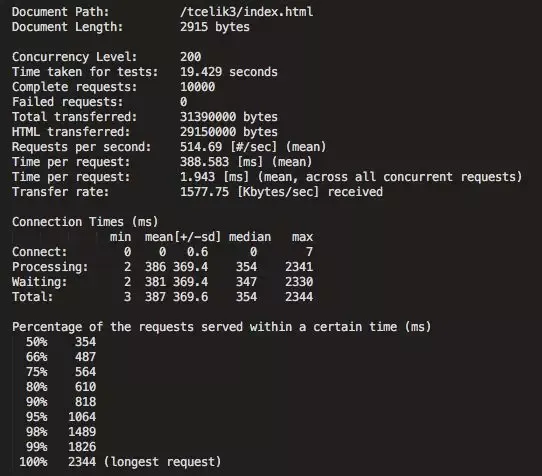 Document Path:          /tcelik3/index.html
Document Length:        2915 bytes

Concurrency Level:      200
Time taken for tests:   19.429 seconds
Complete requests:      10000
Failed requests:        0
Total transferred:      31390000 bytes
HTML transferred:       29150000 bytes
Requests per second:    514.69 [#/sec] (mean)
Time per request:       388.583 [ms] (mean)
Time per request:       1.943 [ms] (mean, across all concurrent requests)
Transfer rate:          1577.75 [Kbytes/sec] received

Connection Times (ms)
              min  mean[+/-sd] median   max
Connect:        0    0   0.6      0       7
Processing:     2  386 369.4    354    2341
Waiting:        2  381 369.4    347    2330
Total:          3  387 369.6    354    2344

Percentage of the requests served within a certain time (ms)
  50%    354
  66%    487
  75%    564
  80%    610
  90%    818
  95%   1064
  98%   1489
  99%   1826
 100%   2344 (longest request)